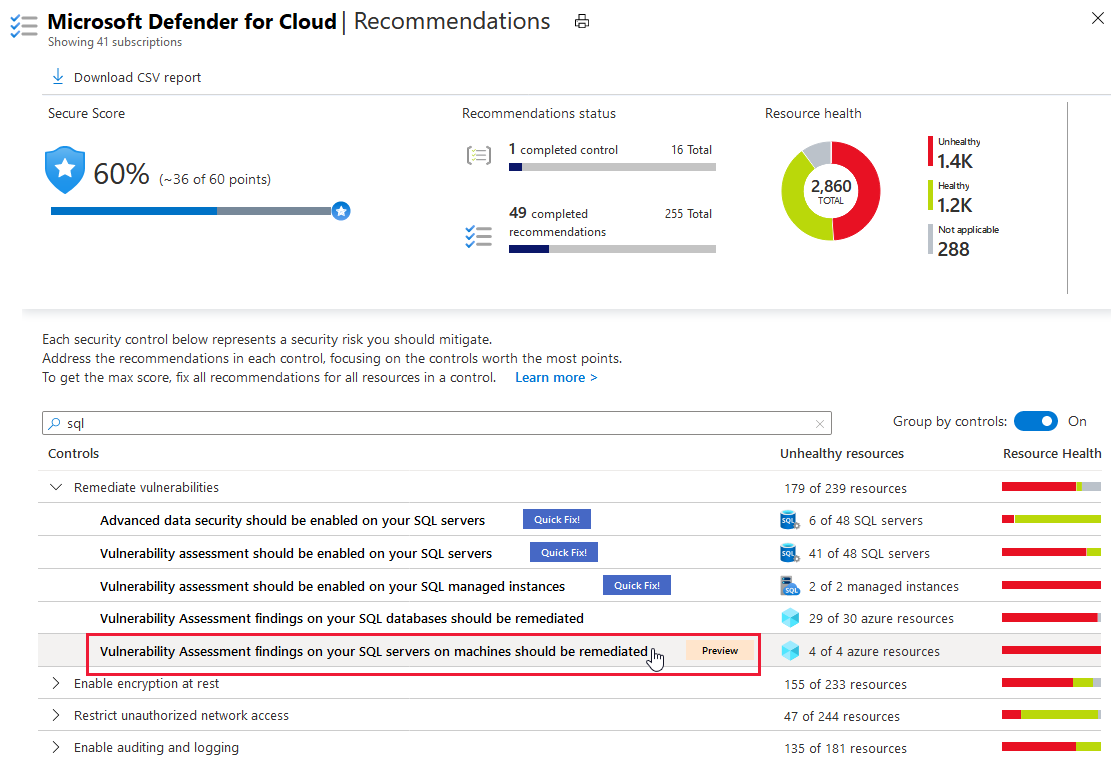 Microsoft Defender for Cloud | Recommendations
Showing 41 subscriptions
Download CSV report
Secure Score
60% (~36 of 60 points)
Recommendations status
1 completed control 16 Total
49 completed 255 Total
recommendations
Resource health
2,860
TOTAL
Unhealthy
1.4K
Healthy
1.2K
Not applicable
288
Each security control below represents a security risk you should mitigate.
Address the recommendations in each control, focusing on the controls worth the most points.
To get the max score, fix all recommendations for all resources in a control. Learn more >
sql
Group by controls: On
Controls Unhealthy resources Resource Health
Remediate vulnerabilities 179 of 239 resources
Advanced data security should be enabled on your SQL servers Quick Fix! SQL 6 of 48 SQL servers
Vulnerability assessment should be enabled on your SQL servers Quick Fix! SQL 41 of 48 SQL servers
Vulnerability assessment should be enabled on your SQL managed instances Quick Fix! SQL 2 of 2 managed instances
Vulnerability Assessment findings on your SQL databases should be remediated 29 of 30 azure resources
Vulnerability Assessment findings on your SQL servers on machines should be remediated Preview 4 of 4 azure resources
Enable encryption at rest 155 of 233 resources
Restrict unauthorized network access 47 of 244 resources
Enable auditing and logging 135 of 181 resources